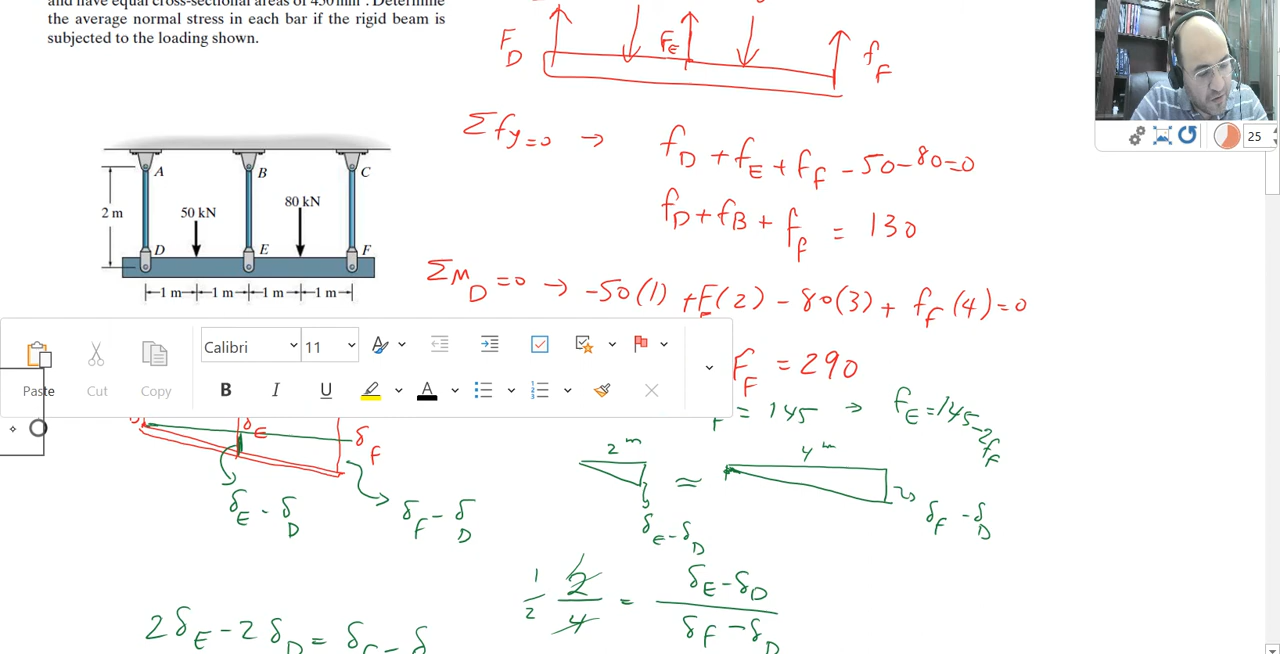 and have equal cross-sectional areas of 450 mm². Determine
the average normal stress in each bar if the rigid beam is
subjected to the loading shown.
F_D F_E f_F
Σfy=0 → f_D + f_E + f_F - 50 - 80 = 0
f_D + f_B + f_F = 130
ΣM_D = 0 → -50(1) + F(2) - 80(3) + f_F (4) = 0
F_F = 290
= 145 → f_E = 145 - 2f_F
A B C
2 m 50 kN 80 kN
D E F
1 m 1 m 1 m 1 m
25
Calibri 11
Paste Cut Copy B I U A
δ_E δ_F
δ_E - δ_D δ_F - δ_D
2 m ≈ 4 m
δ_E - δ_D δ_F - δ_D
1/2 2/4 = δ_E - δ_D / δ_F - δ_D
2δ_E - 2δ_D = δ_F - δ